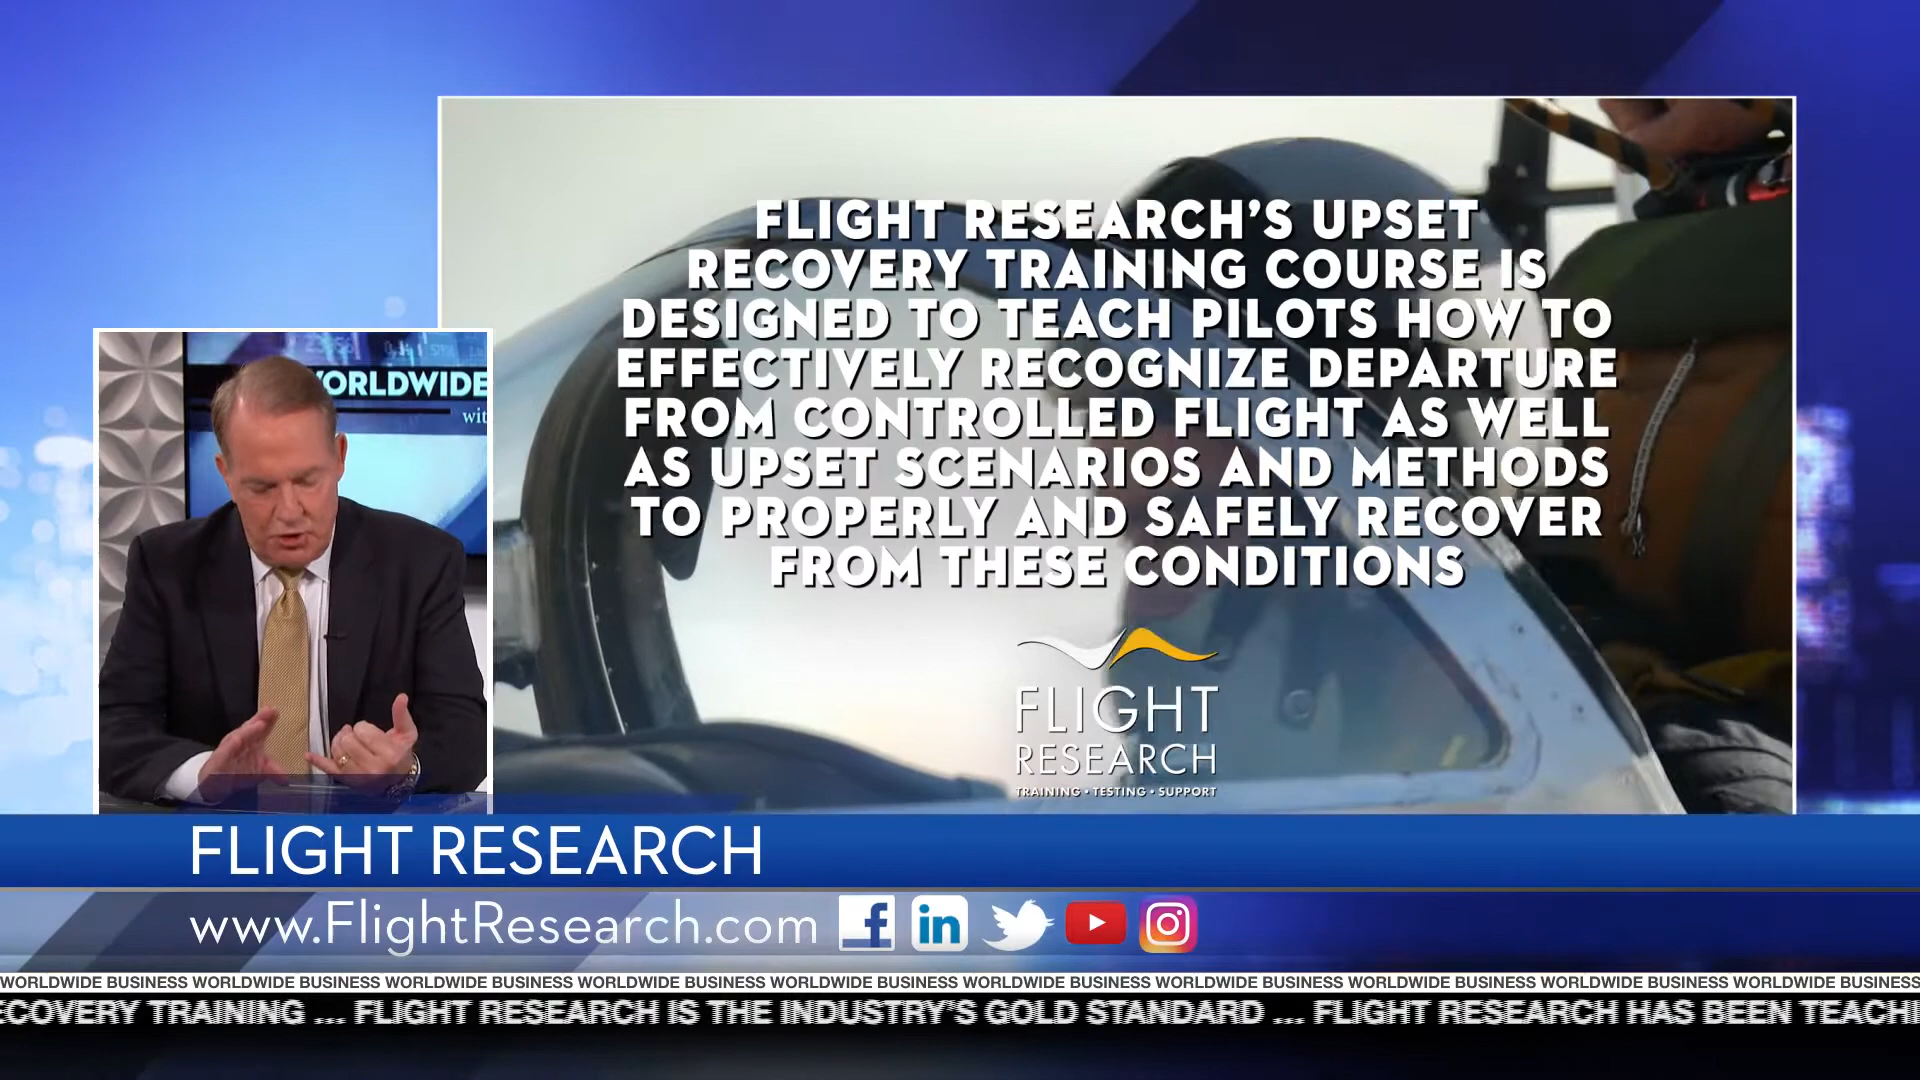 FLIGHT RESEARCH'S UPSET
RECOVERY TRAINING COURSE IS
DESIGNED TO TEACH PILOTS HOW TO
EFFECTIVELY RECOGNIZE DEPARTURE
FROM CONTROLLED FLIGHT AS WELL
AS UPSET SCENARIOS AND METHODS
TO PROPERLY AND SAFELY RECOVER
FROM THESE CONDITIONS
ORLDWIDE
wit
FLIGHT
RESEARCH
TRAINING • TESTING • SUPPORT
FLIGHT RESEARCH
www.FlightResearch.com
WORLDWIDE BUSINESS WORLDWIDE BUSINESS WORLDWIDE BUSINESS WORLDWIDE BUSINESS WORLDWIDE BUSINESS WORLDWIDE BUSINESS WORLDWIDE BUSINESS WORLDWIDE BUSINESS WORLDWIDE BUSINESS WORLDWIDE BUSINESS
ECOVERY TRAINING ... FLIGHT RESEARCH IS THE INDUSTRY'S GOLD STANDARD ... FLIGHT RESEARCH HAS BEEN TEACHI